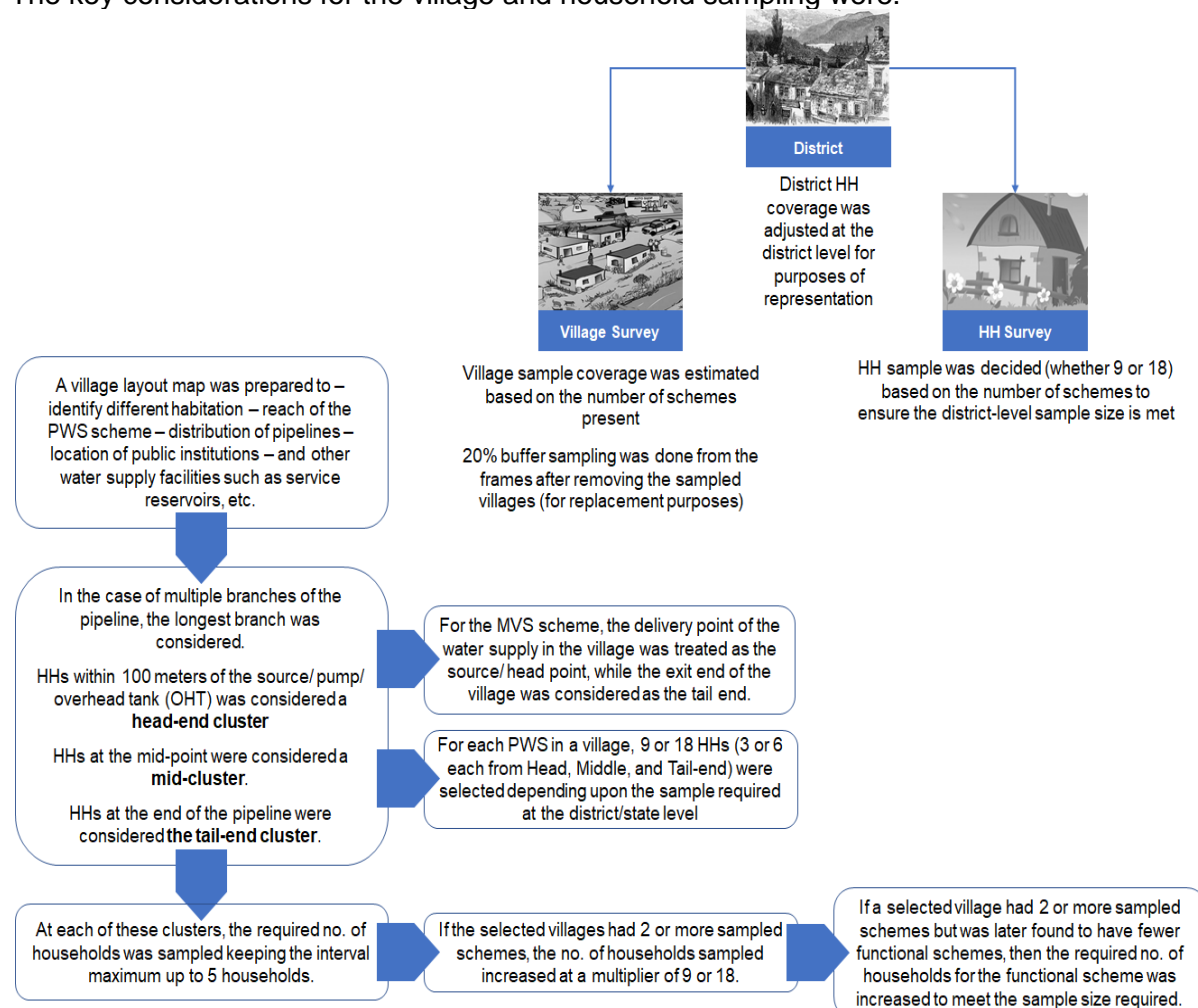 The key considerations for the village and household sampling were:
District
District HH
coverage was
adjusted at the
district level for
purposes of
representation
Village Survey
Village sample coverage was estimated
based on the number of schemes
present
20% buffer sampling was done from the
frames after removing the sampled
villages (for replacement purposes)
HH Survey
HH sample was decided (whether 9 or 18)
based on the number of schemes to
ensure the district-level sample size is met
A village layout map was prepared to –
identify different habitation – reach of the
PWS scheme – distribution of pipelines –
location of public institutions – and other
water supply facilities such as service
reservoirs, etc.
In the case of multiple branches of the
pipeline, the longest branch was
considered.
HHs within 100 meters of the source/ pump/
overhead tank (OHT) was considered a
head-end cluster
HHs at the mid-point were considered a
mid-cluster.
HHs at the end of the pipeline were
considered the tail-end cluster.
For the MVS scheme, the delivery point of the
water supply in the village was treated as the
source/ head point, while the exit end of the
village was considered as the tail end.
For each PWS in a village, 9 or 18 HHs (3 or 6
each from Head, Middle, and Tail-end) were
selected depending upon the sample required
at the district/state level
At each of these clusters, the required no. of
households was sampled keeping the interval
maximum up to 5 households.
If the selected villages had 2 or more sampled
schemes, the no. of households sampled
increased at a multiplier of 9 or 18.
If a selected village had 2 or more sampled
schemes but was later found to have fewer
functional schemes, then the required no. of
households for the functional scheme was
increased to meet the sample size required.